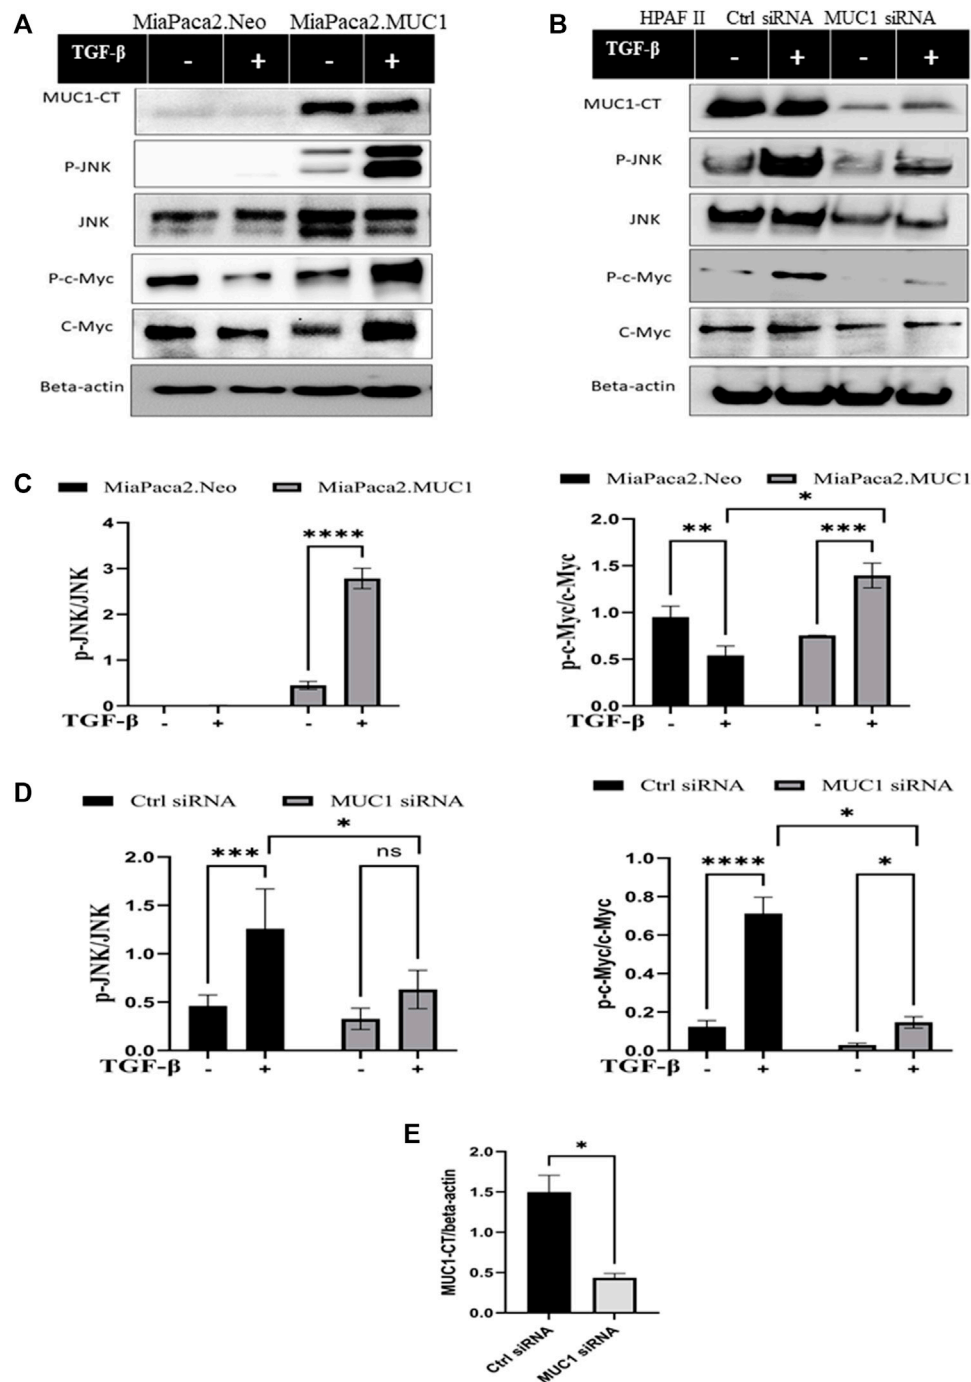 A
MiaPaca2.Neo MiaPaca2.MUC1
TGF-β - + - +
MUC1-CT
P-JNK
JNK
P-c-Myc
C-Myc
Beta-actin
B
HPAF II Ctrl siRNA MUC1 siRNA
TGF-β - + - +
MUC1-CT
P-JNK
JNK
P-c-Myc
C-Myc
Beta-actin
C
MiaPaca2.Neo MiaPaca2.MUC1
p-JNK/JNK
4
3
2
1
0
****
TGF-β - + - +
MiaPaca2.Neo MiaPaca2.MUC1
p-c-Myc/c-Myc
2.0
1.5
1.0
0.5
0.0
*
** ***
TGF-β - + - +
D
Ctrl siRNA MUC1 siRNA
p-JNK/JNK
2.0
1.5
1.0
0.5
0.0
*
*** ns
TGF-β - + - +
Ctrl siRNA MUC1 siRNA
p-c-Myc/c-Myc
1.0
0.8
0.6
0.4
0.2
0.0
*
**** *
TGF-β - + - +
E
MUC1-CT/beta-actin
2.0
1.5
1.0
0.5
0.0
*
Ctrl siRNA
MUC1 siRNA